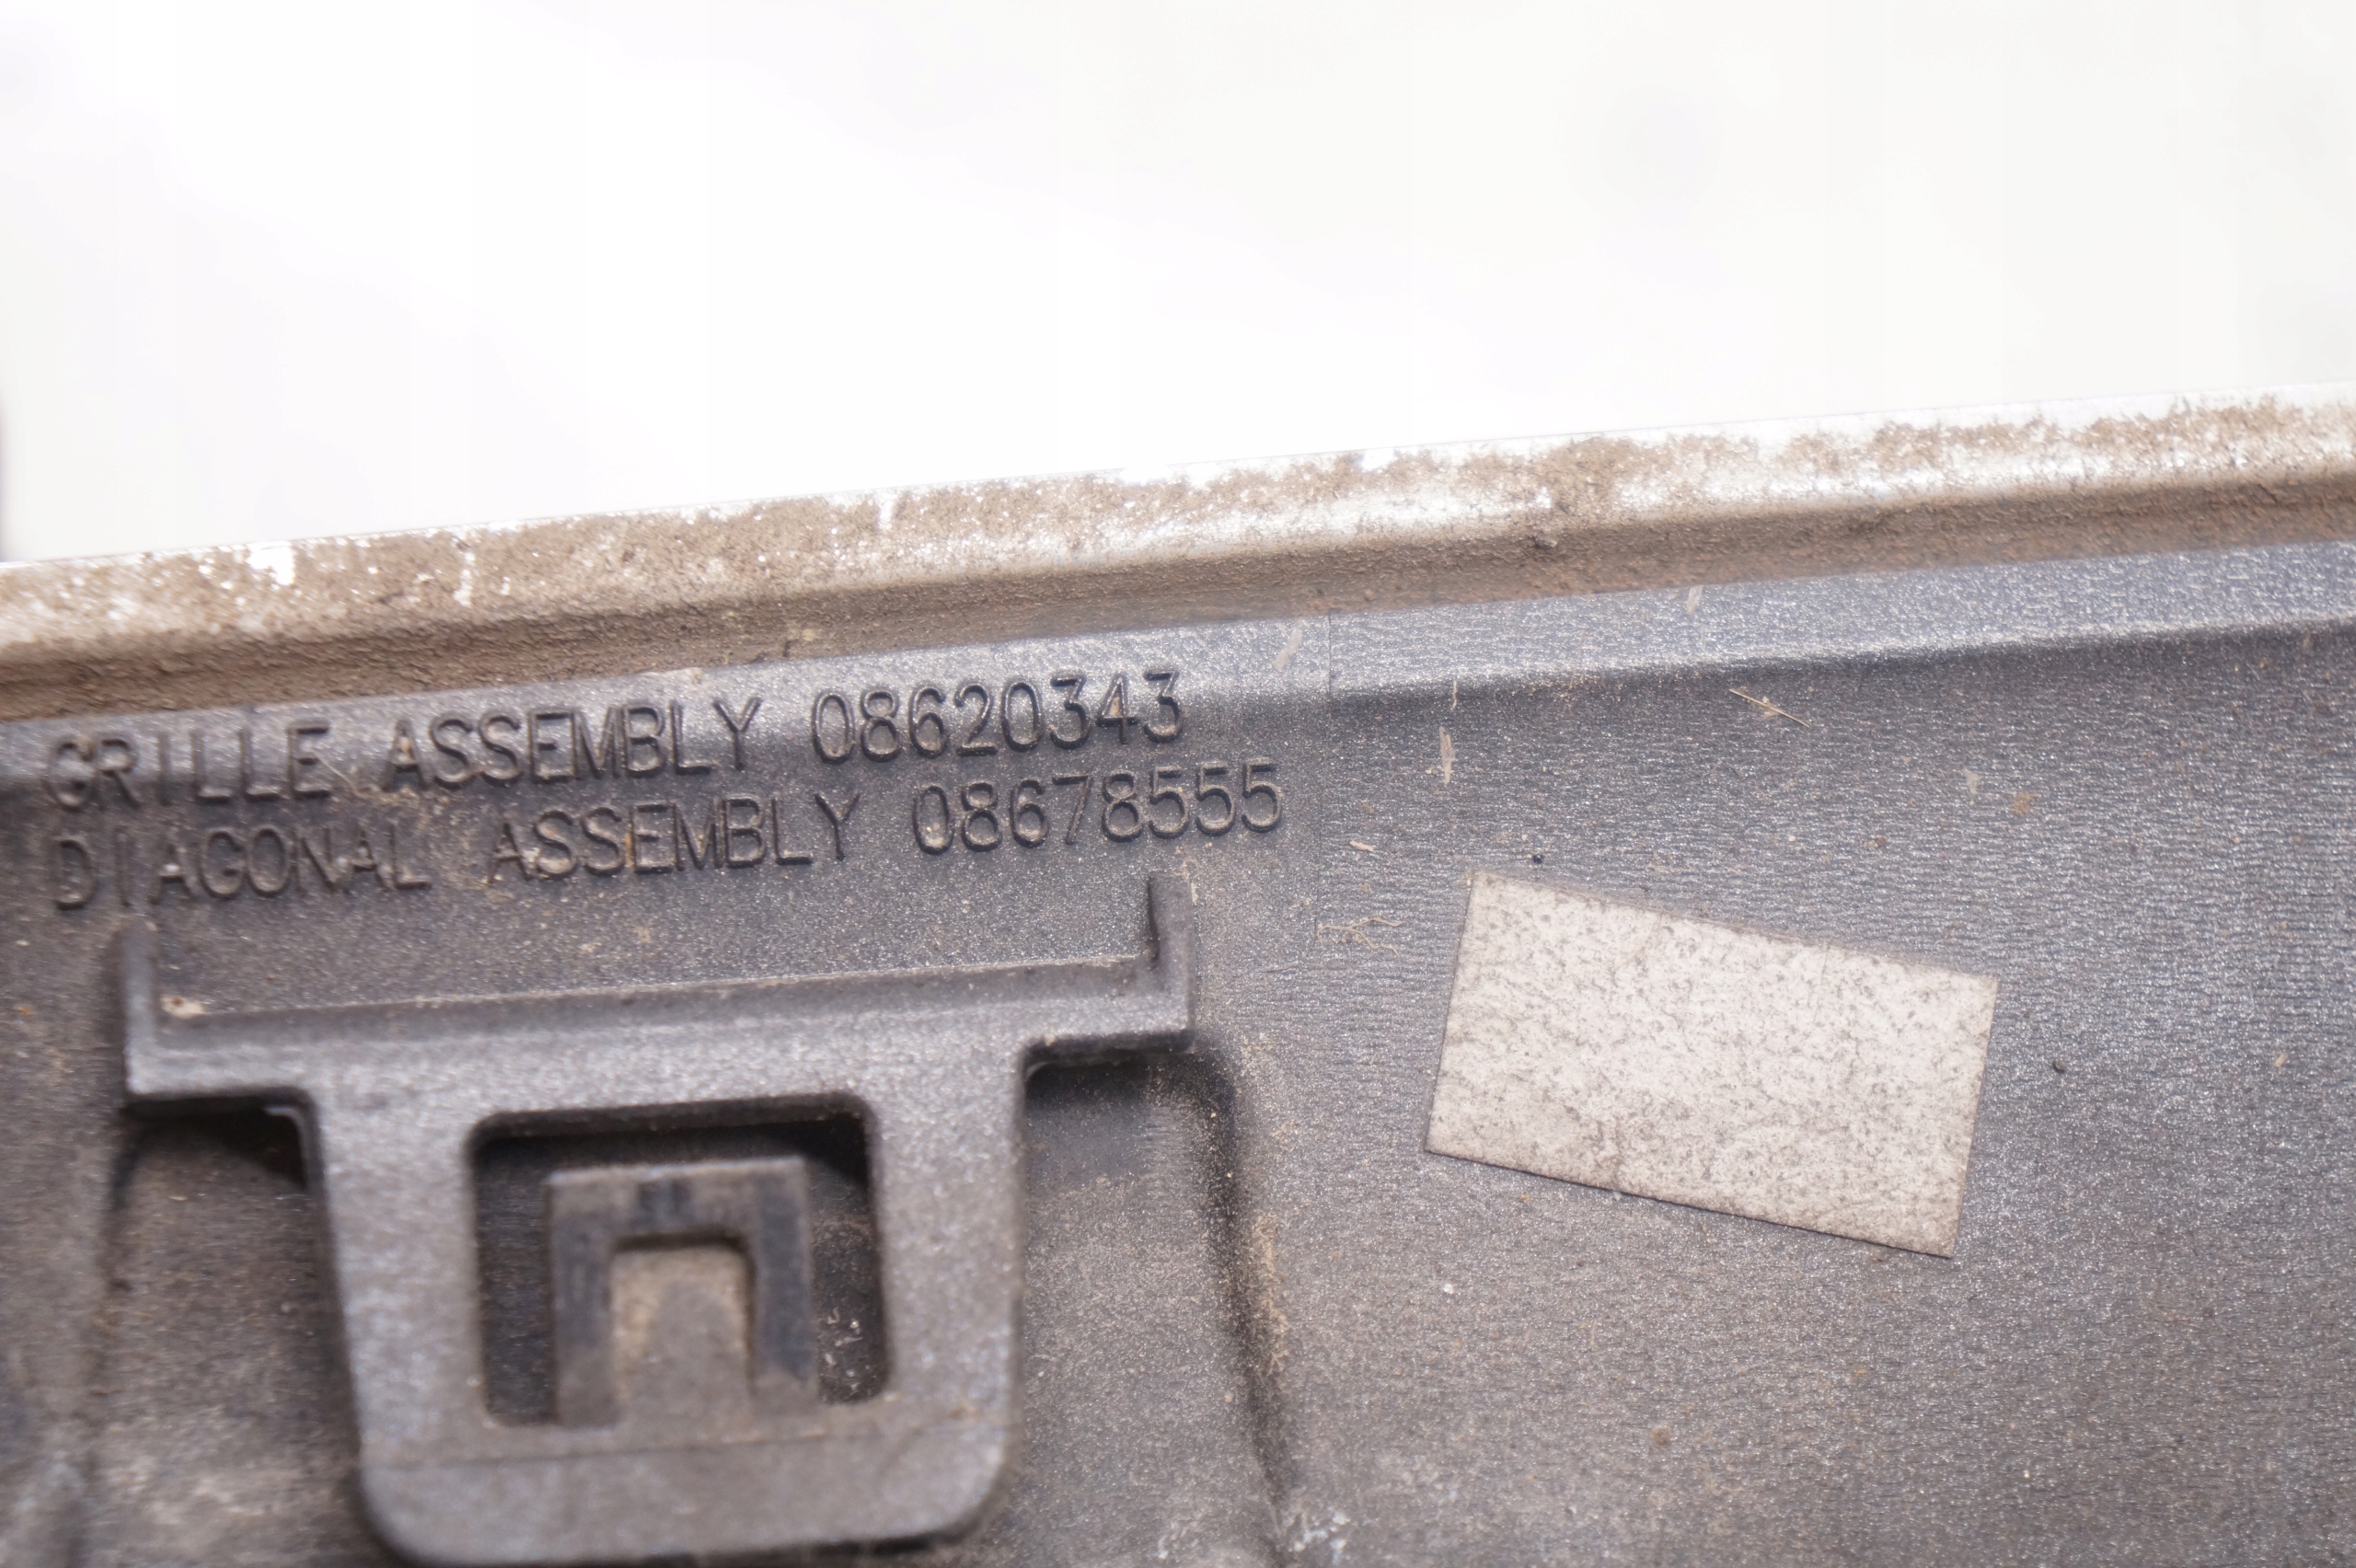 GRILLE ASSEMBLY 08620343
DIAGONAL ASSEMBLY 08678555